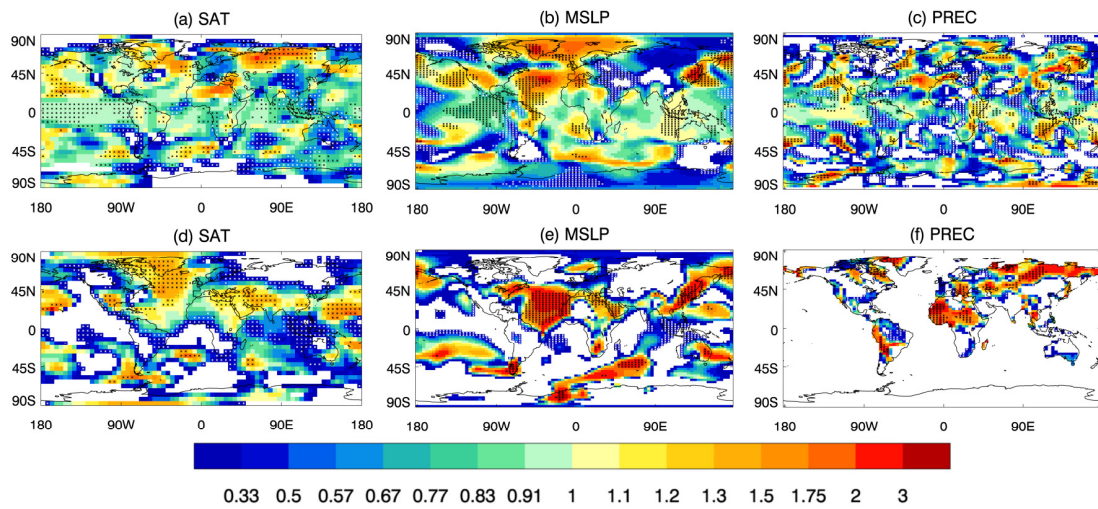 (a) SAT
(b) MSLP
(c) PREC
90N
45N
0
45S
90S
180 90W 0 90E 180
90N
45N
0
45S
90S
180 90W 0 90E
90N
45N
0
45S
90S
180 90W 0 90E
(d) SAT
(e) MSLP
(f) PREC
90N
45N
0
45S
90S
180 90W 0 90E 180
90N
45N
0
45S
90S
90W 0 90E
90N
45N
0
45S
90S
180 90W 0 90E
0.33 0.5 0.57 0.67 0.77 0.83 0.91 1 1.1 1.2 1.3 1.5 1.75 2 3